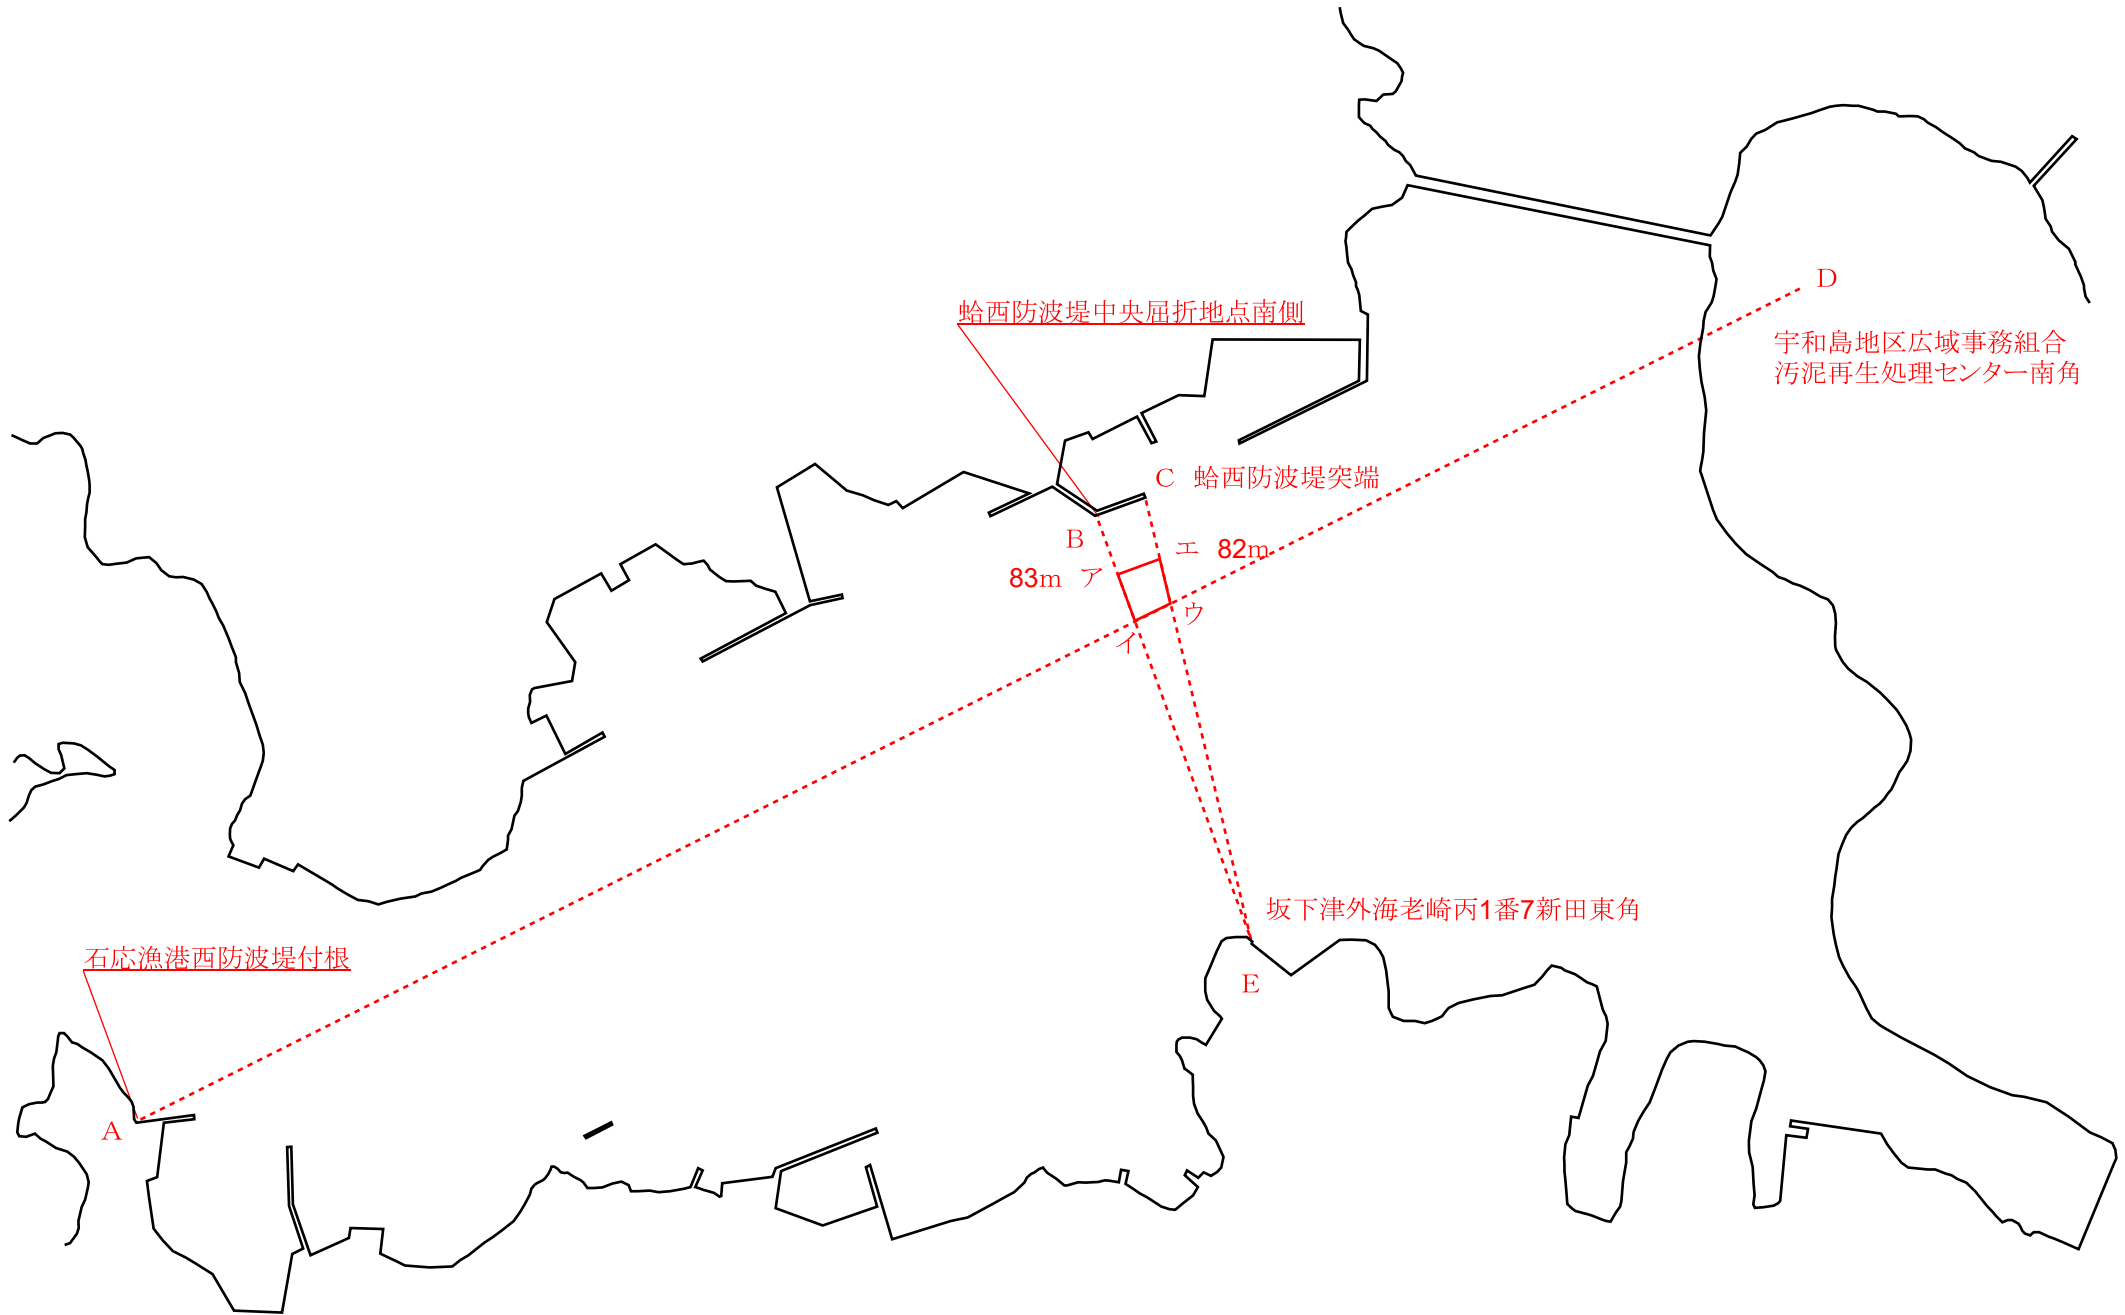 D
蛤西防波堤中央屈折地点南側
宇和島地区広域事務組合
汚泥再生処理センター南角
C 蛤西防波堤突端
B
エ 82m
83m ア
ウ
イ
坂下津外海老崎丙1番7新田東角
石応漁港西防波堤付根
E
A